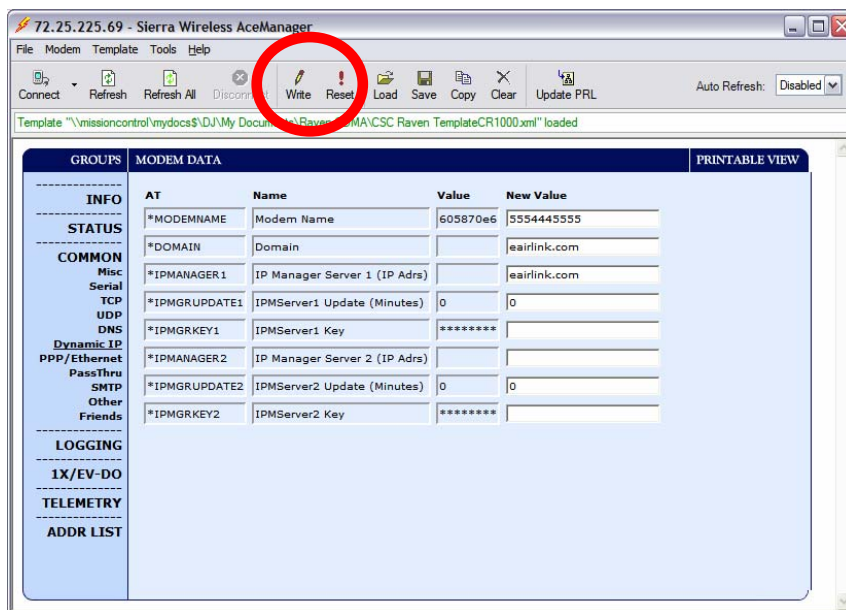 72.25.225.69 - Sierra Wireless AceManager
File Modem Template Tools Help
Connect Refresh Refresh All Write Reset Load Save Copy Clear Update PRL Auto Refresh: Disabled
Template "\\missioncontrol\mydocs$\DJ\My CSC Raven TemplateCR1000.xml" loaded
GROUPS MODEM DATA PRINTABLE VIEW
INFO
STATUS
COMMON
Misc
Serial
TCP
UDP
DNS
Dynamic IP
PPP/Ethernet
PassThru
SMTP
Other
Friends
LOGGING
1X/EV-DO
TELEMETRY
ADDR LIST
AT Name Value New Value
*MODEMNAME Modem Name 605870e6 5554445555
*DOMAIN Domain eairlink.com
*IPMANAGER1 IP Manager Server 1 (IP Adrs) eairlink.com
*IPMGRUPDATE1 IPMServer1 Update (Minutes) 0 0
*IPMGRKEY1 IPMServer1 Key ********
*IPMANAGER2 IP Manager Server 2 (IP Adrs)
*IPMGRUPDATE2 IPMServer2 Update (Minutes) 0 0
*IPMGRKEY2 IPMServer2 Key ********